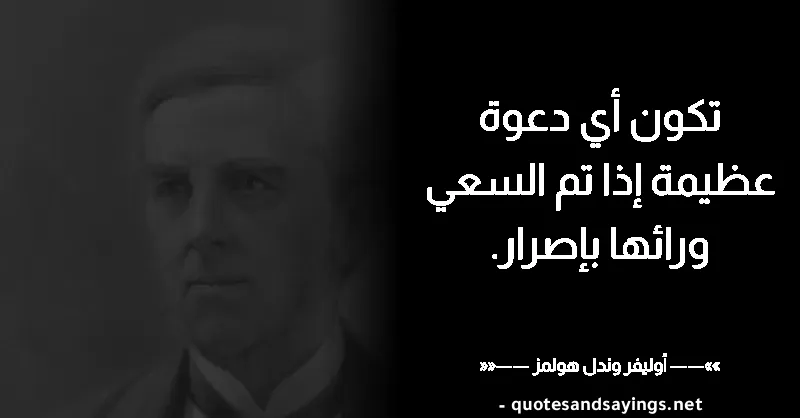 تكون أي دعوة
عظيمة إذا تم السعي
ورائها بإصرار.
»»—— أوليفر وندل هولمز ——««
- quotesandsayings.net